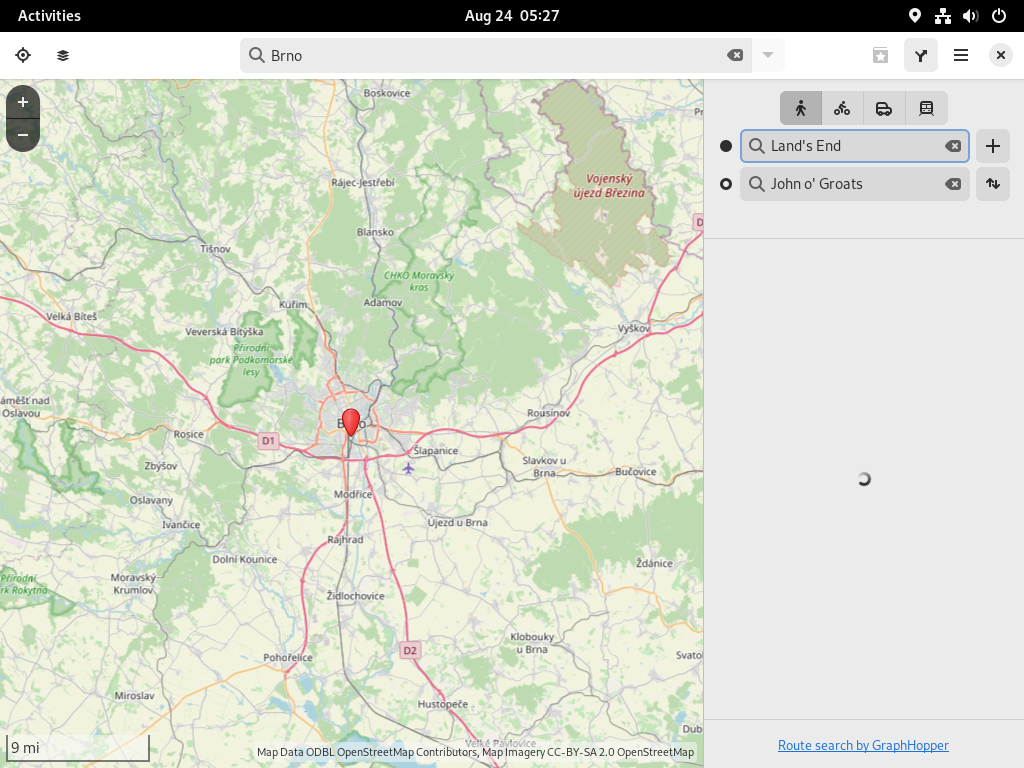 Activities
Aug 24 05:27
Brno
Land's End
John o' Groats
Boskovice
Vojenský
újezd Březina
Rájec-Jestřebí
Blansko
Tišnov
CHKO Moravský
kras
Adamov
Kuřim
Velká Bíteš
Veverská Bítýška
Přírodní
park Podkomorské
lesy
Vyškov
áměšť nad
Oslavou
Rosice
D1
Rousínov
Šlapanice
Slavkov u
Brna
Bučovice
Zbýšov
Modřice
Oslavany
Ivančice
Újezd u Brna
Rajhrad
Dolní Kounice
Ždánice
Přírodní
rk Rokytná
Moravský
Krumlov
Židlochovice
Klobouky
u Brna
D2
Pohořelice
Svato
Miroslav
Hustopeče
Dub
Velké Pavlovice
9 mi
Map Data ODBL OpenStreetMap Contributors, Map Imagery CC-BY-SA 2.0 OpenStreetMap
Route search by GraphHopper